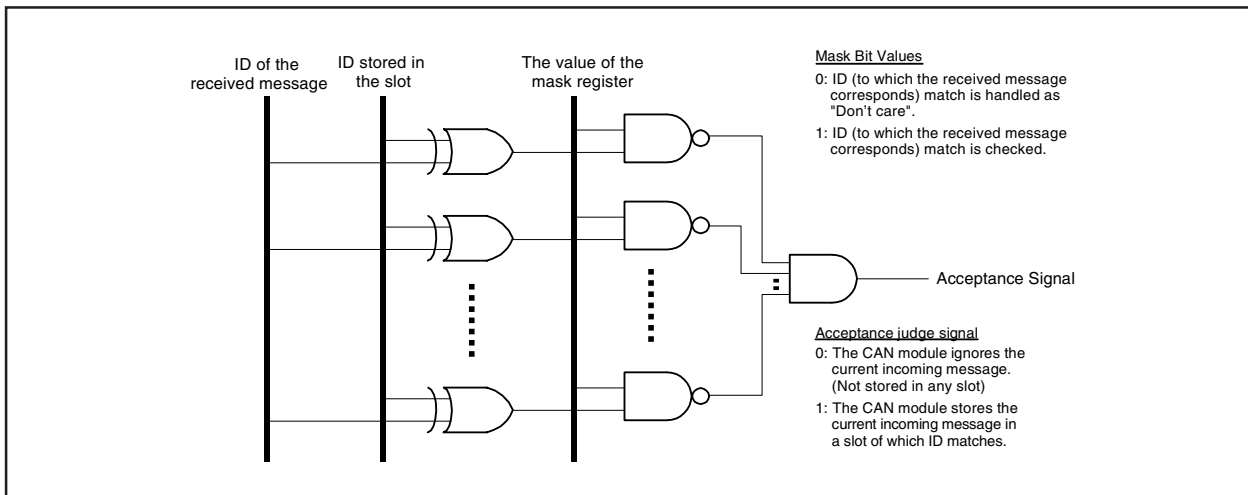 ID of the
received message
ID stored in
the slot
The value of the
mask register
Mask Bit Values
0: ID (to which the received message
corresponds) match is handled as
"Don't care".
1: ID (to which the received message
corresponds) match is checked.
Acceptance Signal
Acceptance judge signal
0: The CAN module ignores the
current incoming message.
(Not stored in any slot)
1: The CAN module stores the
current incoming message in
a slot of which ID matches.